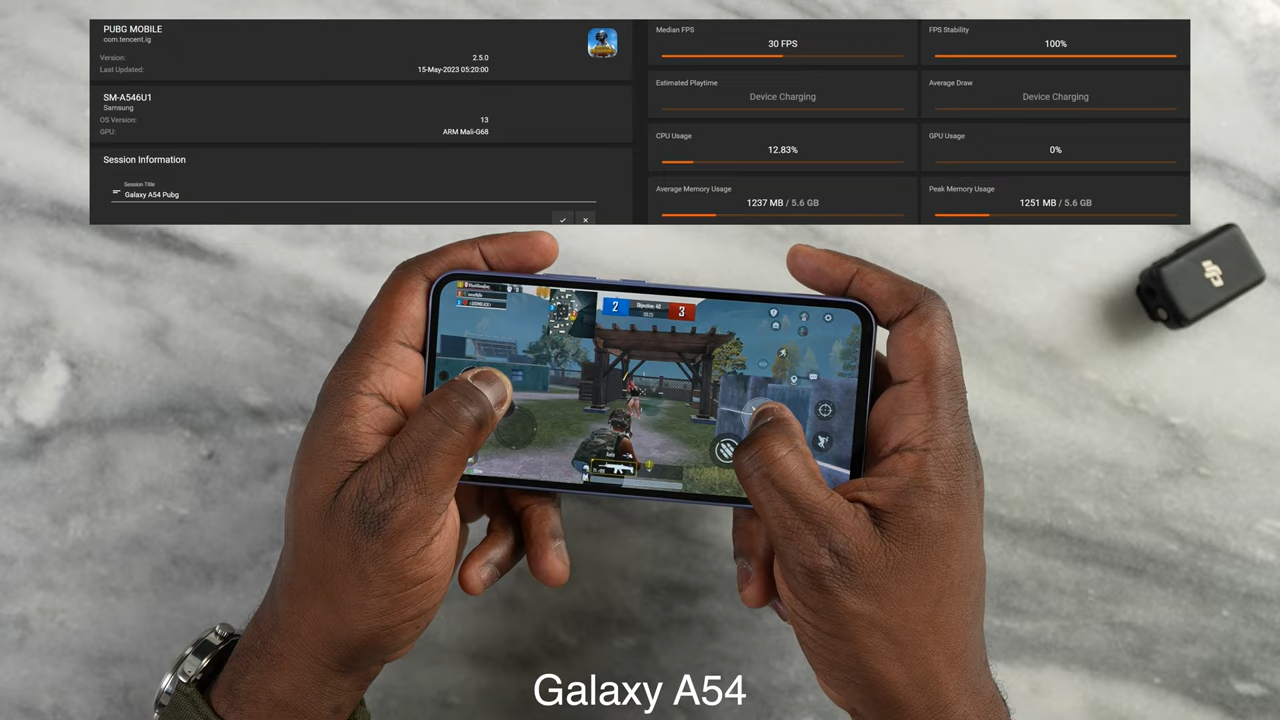 PUBG MOBILE
com.tencent.ig
Version: 2.5.0
Last Updated: 15-May-2023 05:20:00
SM-A546U1
Samsung
OS Version: 13
GPU: ARM Mali-G68
Session Information
Session Title
Galaxy A54 Pubg
Median FPS
30 FPS
FPS Stability
100%
Estimated Playtime
Device Charging
Average Draw
Device Charging
CPU Usage
12.83%
GPU Usage
0%
Average Memory Usage
1237 MB / 5.6 GB
Peak Memory Usage
1251 MB / 5.6 GB
2
Objective: 40
3
Auto
Galaxy A54